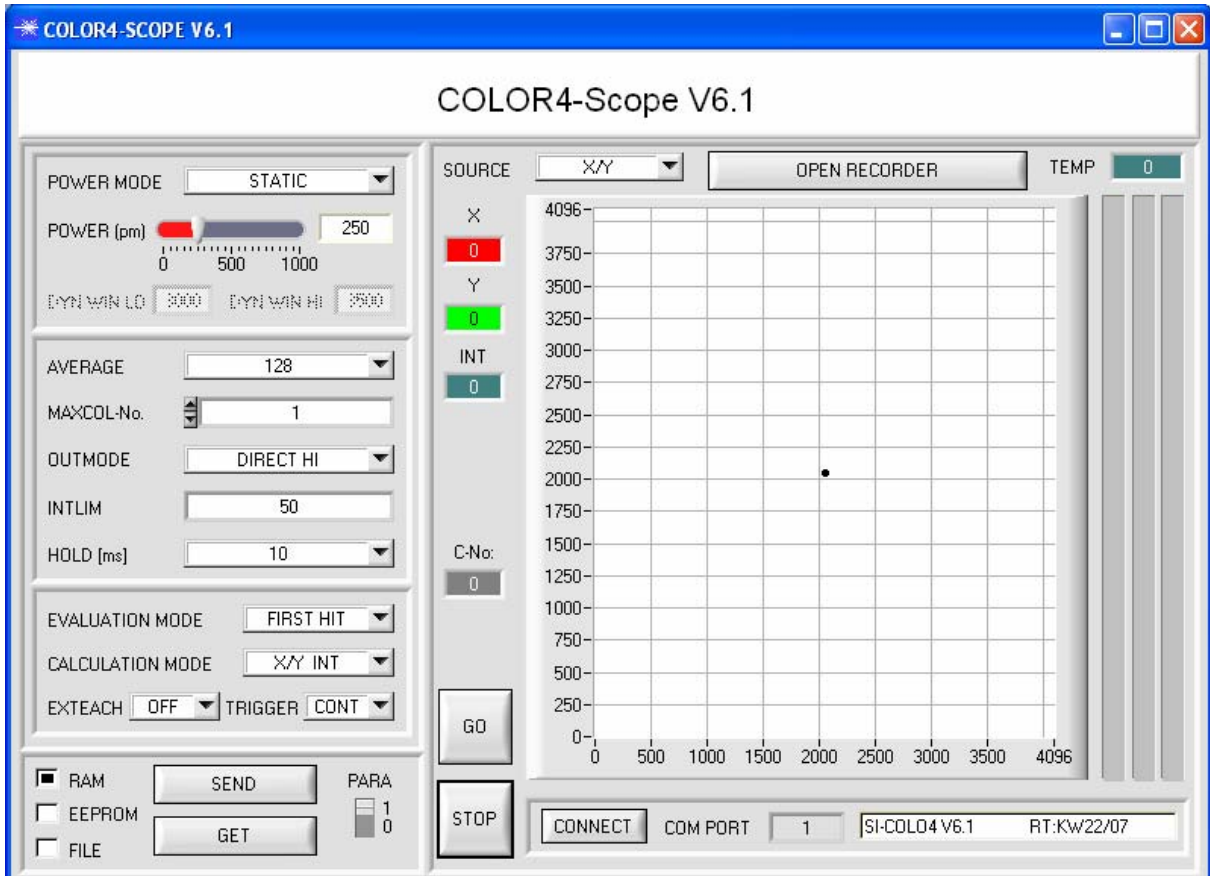 COLOR4-SCOPE V6.1
COLOR4-Scope V6.1
POWER MODE STATIC
POWER (pm) 250
0 500 1000
DYN WIN LO 3000 DYN WIN HI 3500
AVERAGE 128
MAXCOL-No. 1
OUTMODE DIRECT HI
INTLIM 50
HOLD [ms] 10
EVALUATION MODE FIRST HIT
CALCULATION MODE X/Y INT
EXTEACH OFF TRIGGER CONT
RAM
EEPROM
FILE
SEND
GET
PARA
1
0
SOURCE X/Y OPEN RECORDER TEMP 0
X
0
Y
0
INT
0
C-No:
0
GO
STOP
4096
3750
3500
3250
3000
2750
2500
2250
2000
1750
1500
1250
1000
750
500
250
0
0 500 1000 1500 2000 2500 3000 3500 4096
CONNECT COM PORT 1 SI-COLO4 V6.1 RT:KW22/07